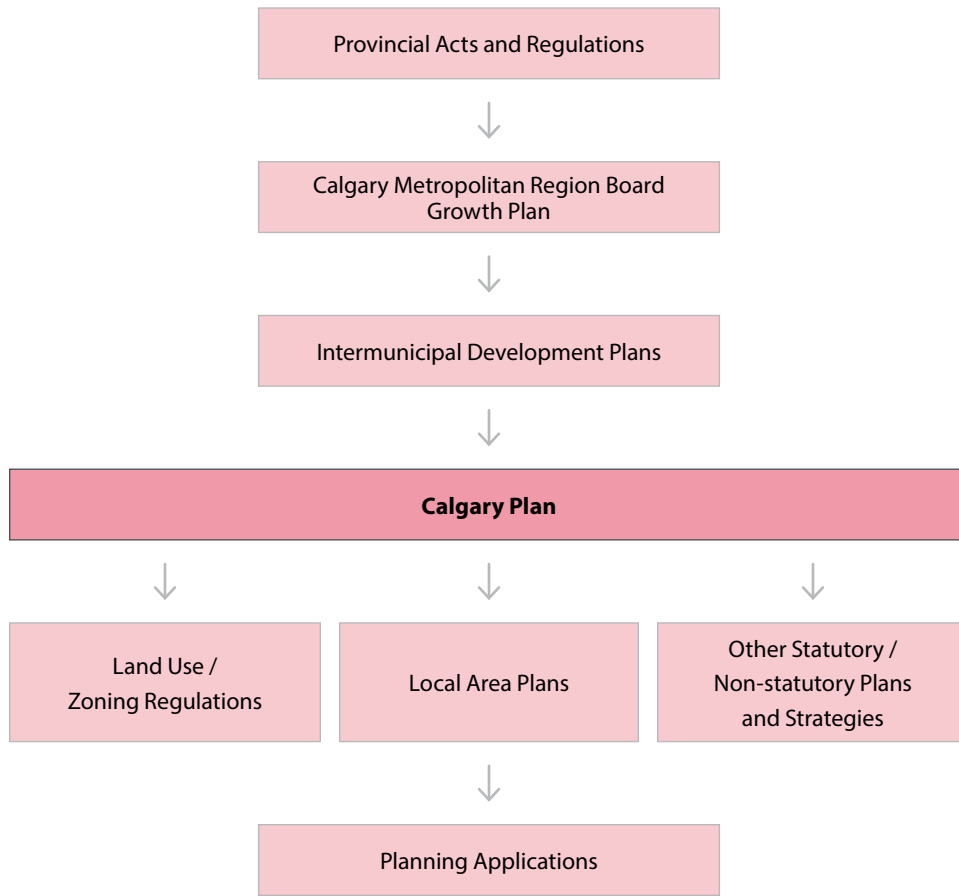 Provincial Acts and Regulations
Calgary Metropolitan Region Board
Growth Plan
Intermunicipal Development Plans
Calgary Plan
Land Use /
Zoning Regulations
Local Area Plans
Other Statutory /
Non-statutory Plans
and Strategies
Planning Applications